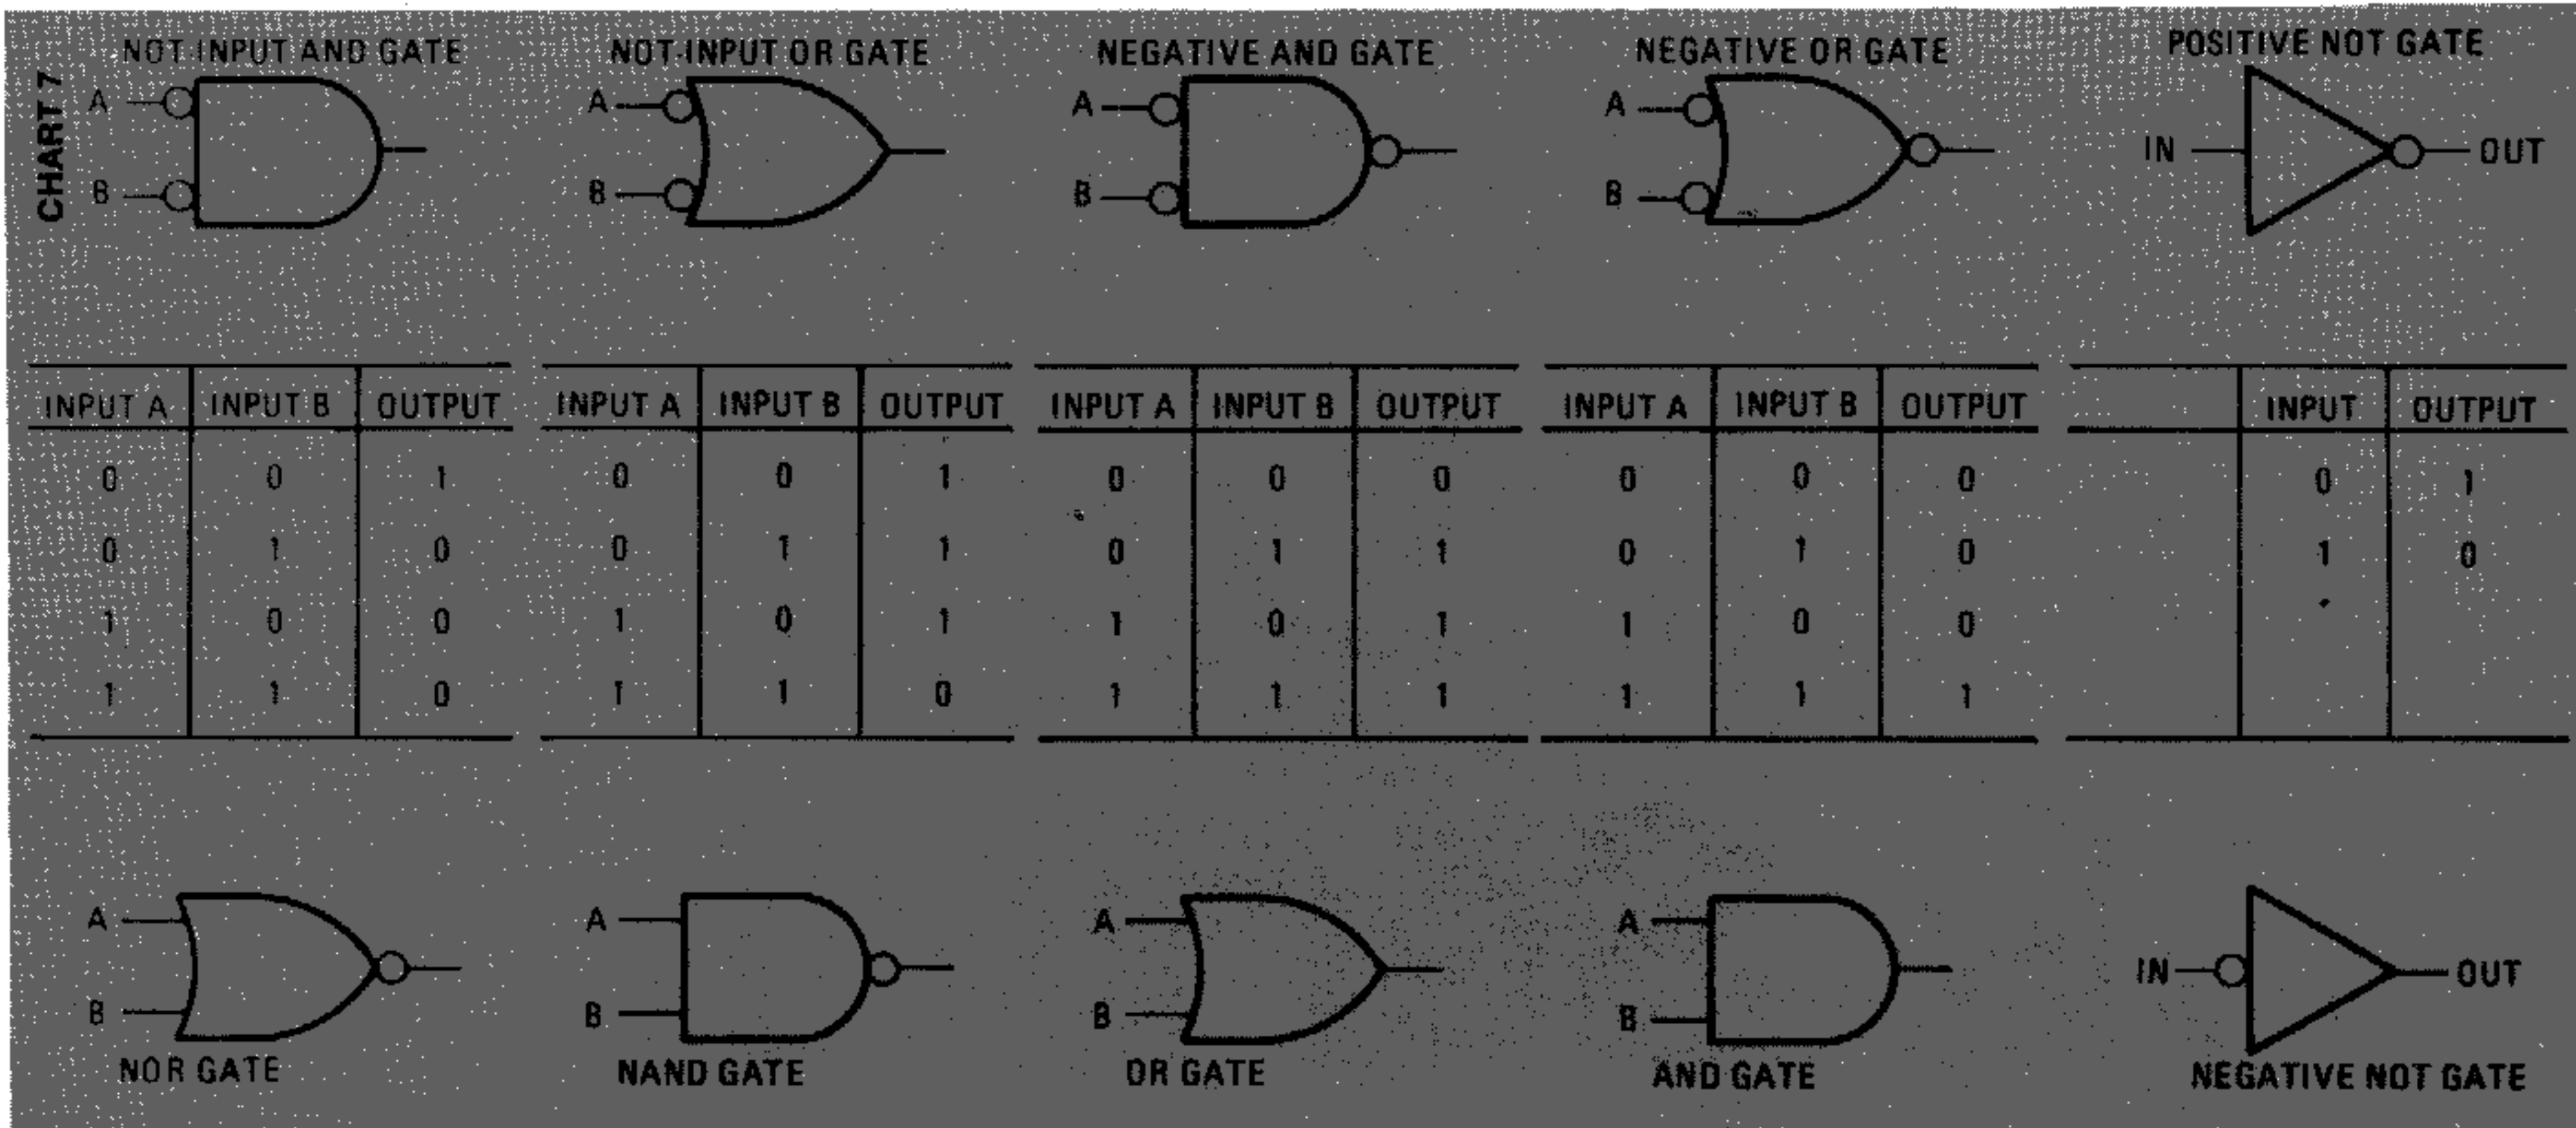 CHART 7
NOT-INPUT AND GATE
A
B
INPUT A INPUT B OUTPUT
0 0 1
0 1 0
1 0 0
1 1 0
A
B
NOR GATE
NOT-INPUT OR GATE
A
B
INPUT A INPUT B OUTPUT
0 0 1
0 1 1
1 0 1
1 1 0
A
B
NAND GATE
NEGATIVE AND GATE
A
B
INPUT A INPUT B OUTPUT
0 0 0
0 1 1
1 0 1
1 1 1
A
B
OR GATE
NEGATIVE OR GATE
A
B
INPUT A INPUT B OUTPUT
0 0 0
0 1 0
1 0 0
1 1 1
A
B
AND GATE
POSITIVE NOT GATE
IN OUT
INPUT OUTPUT
0 1
1 0
IN OUT
NEGATIVE NOT GATE